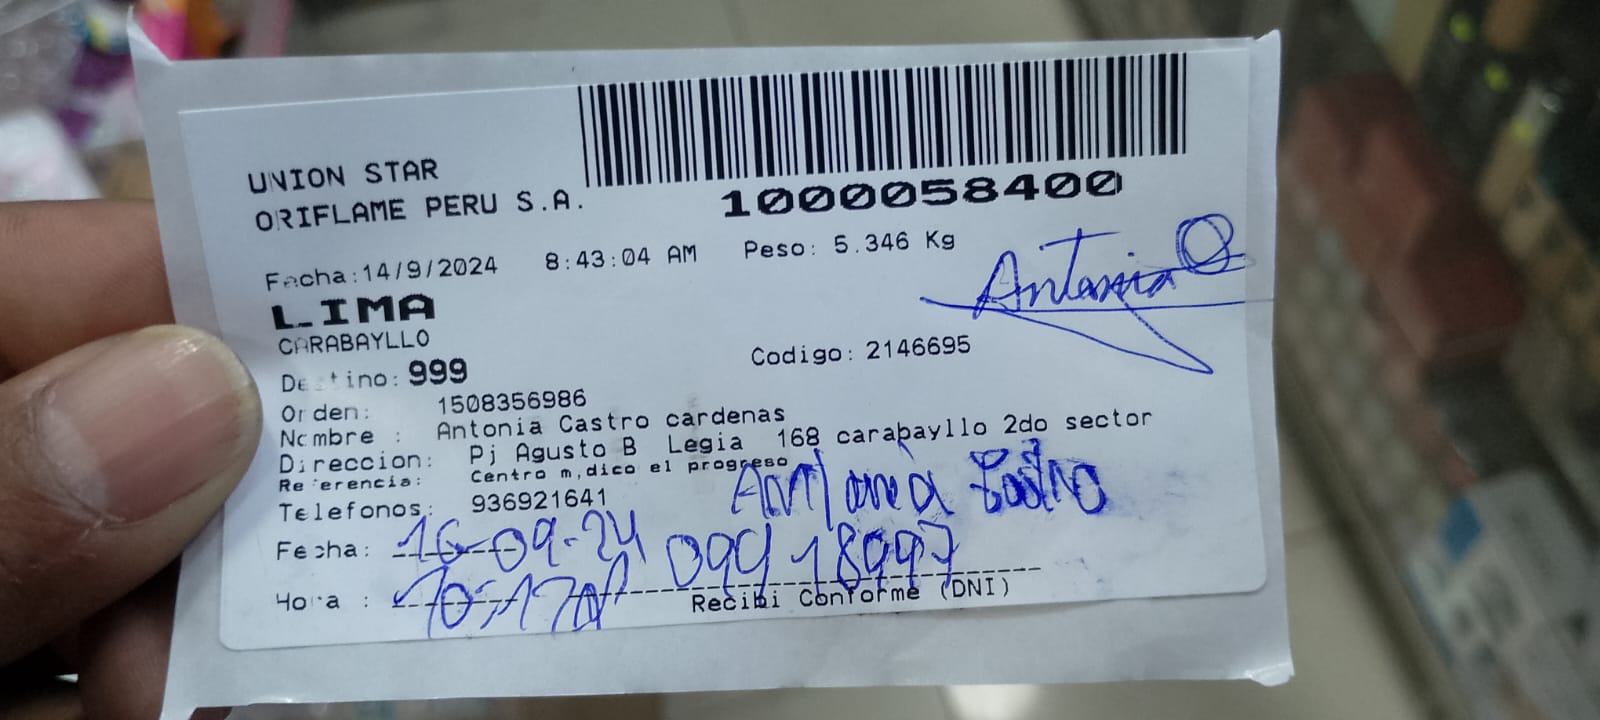 UNION STAR
ORIFLAME PERU S.A.
1000058400
Fecha:14/9/2024 8:43:04 AM Peso: 5.346 Kg
LIMA
CARABAYLLO
Antonia
Destino: 999 Codigo: 2146695
Orden: 1508356986
Nombre : Antonia Castro cardenas
Direccion: Pj Agusto B Legia 168 carabayllo 2do sector
Referencia: Centro m,dico el progreso
Telefonos: 936921641
Antonia Castro
Fecha: 16-09-24 09918997
Hora :
Recibi Conforme (DNI)